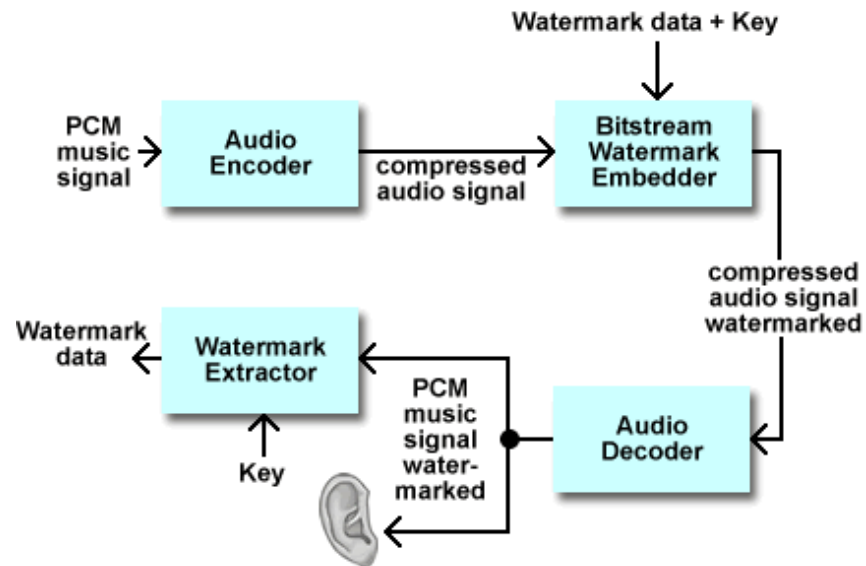 Watermark data + Key
PCM
music
signal
Audio
Encoder
compressed
audio signal
Bitstream
Watermark
Embedder
compressed
audio signal
watermarked
Audio
Decoder
PCM
music
signal
water-
marked
Watermark
Extractor
Key
Watermark
data